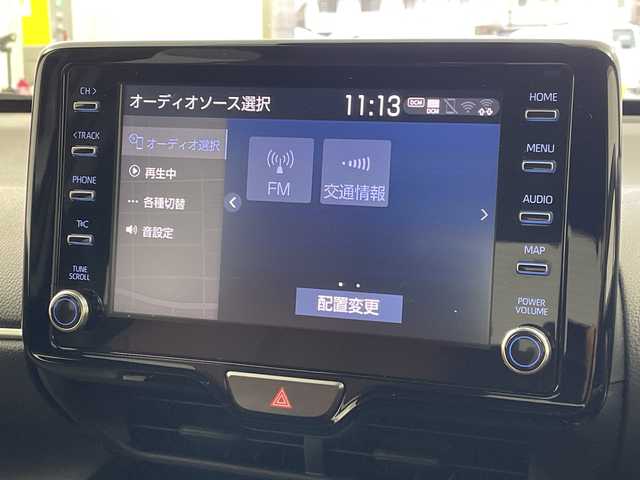 CH >
<TRACK
PHONE
T&C
TUNE
SCROLL
オーディオソース選択
11:13
DCM
DCM
オーディオ選択
再生中
各種切替
音設定
FM
交通情報
配置変更
HOME
MENU
AUDIO
MAP
POWER
VOLUME